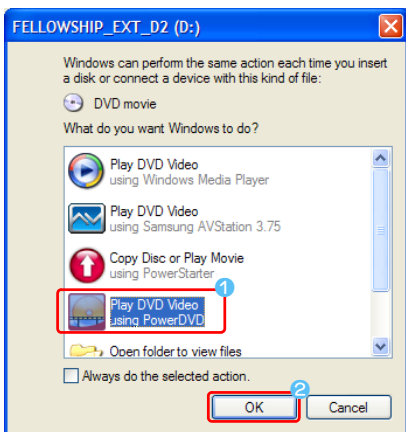 FELLOWSHIP_EXT_D2 (D:)
Windows can perform the same action each time you insert
a disk or connect a device with this kind of file:
DVD movie
What do you want Windows to do?
Play DVD Video
using Windows Media Player
Play DVD Video
using Samsung AVStation 3.75
Copy Disc or Play Movie
using PowerStarter
1
Play DVD Video
using PowerDVD
Open folder to view files
Always do the selected action.
2
OK
Cancel